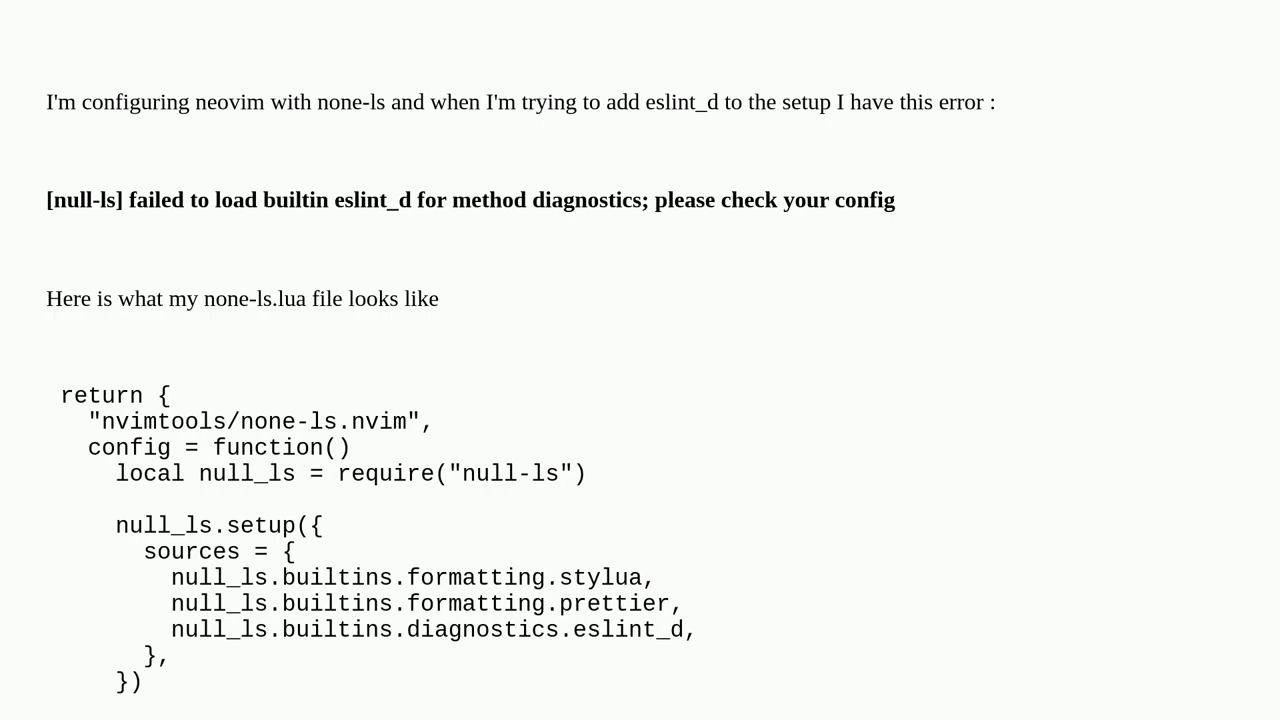 I'm configuring neovim with none-ls and when I'm trying to add eslint_d to the setup I have this error :
[null-ls] failed to load builtin eslint_d for method diagnostics; please check your config
Here is what my none-ls.lua file looks like
return {
  "nvimtools/none-ls.nvim",
  config = function()
    local null_ls = require("null-ls")
    null_ls.setup({
      sources = {
        null_ls.builtins.formatting.stylua,
        null_ls.builtins.formatting.prettier,
        null_ls.builtins.diagnostics.eslint_d,
      },
    })